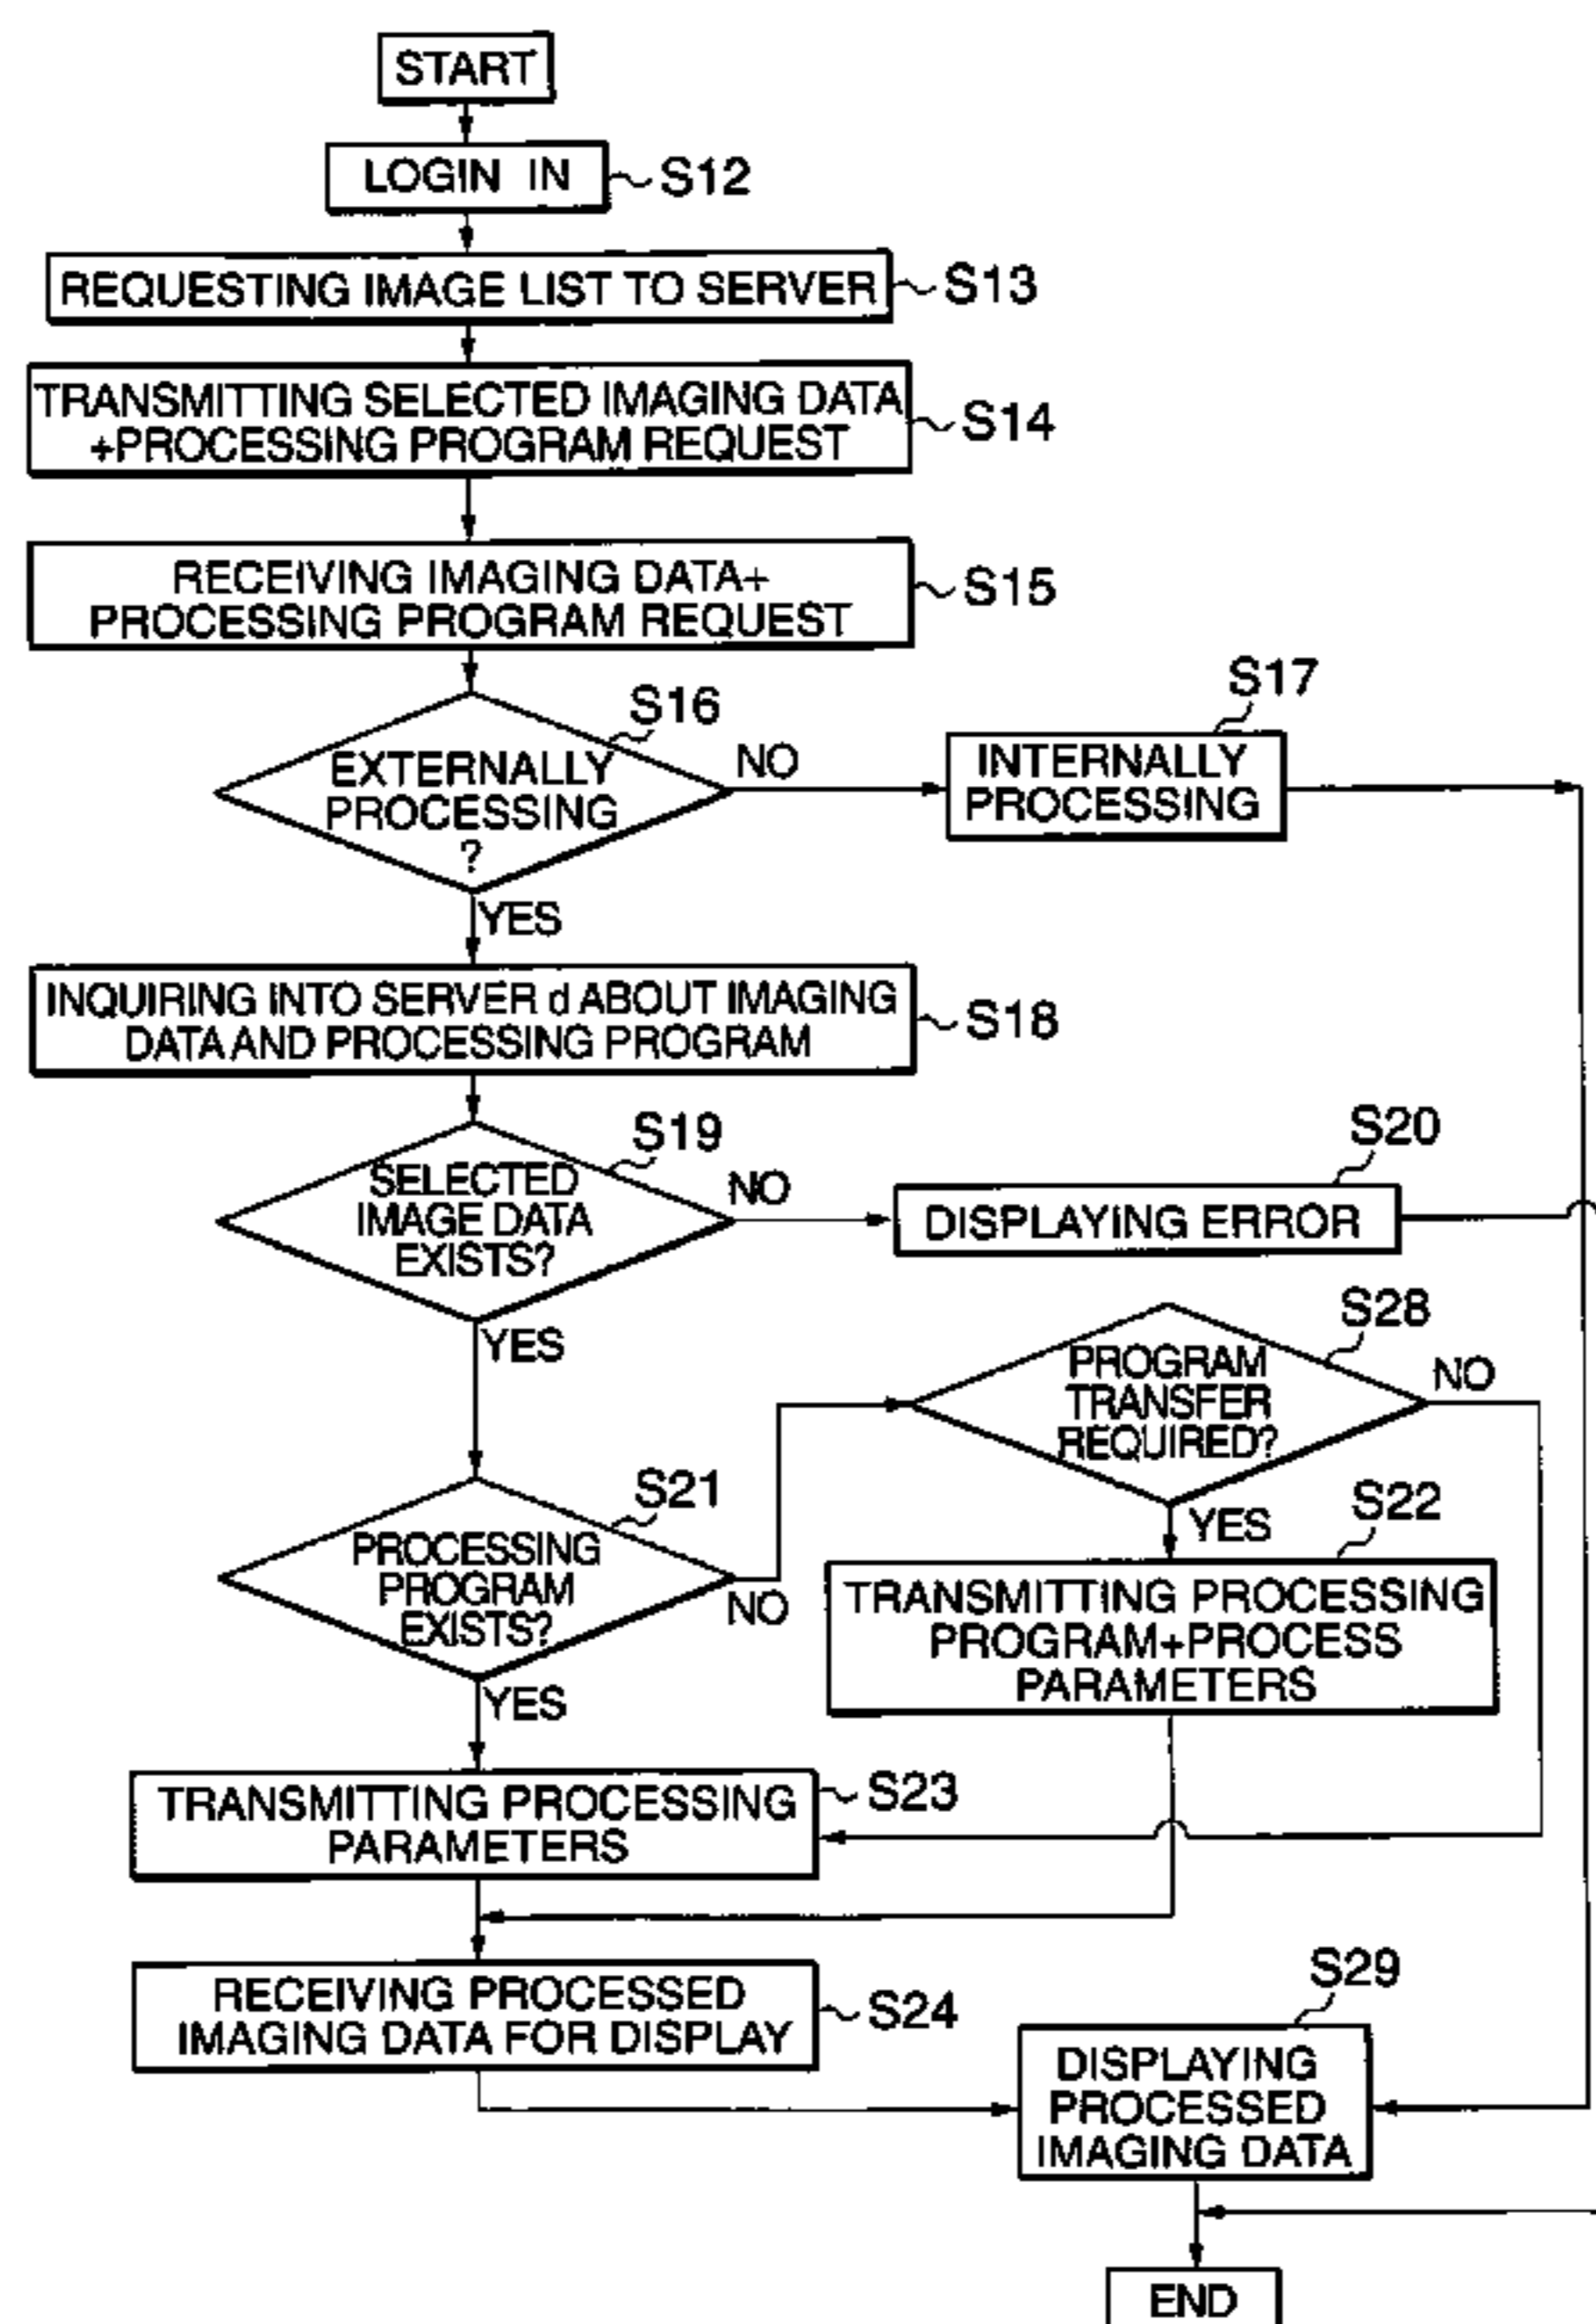 START
LOGIN IN
S12
REQUESTING IMAGE LIST TO SERVER
S13
TRANSMITTING SELECTED IMAGING DATA
+PROCESSING PROGRAM REQUEST
S14
RECEIVING IMAGING DATA+
PROCESSING PROGRAM REQUEST
S15
S16
EXTERNALLY
PROCESSING
?
NO
YES
S17
INTERNALLY
PROCESSING
INQUIRING INTO SERVER d ABOUT IMAGING
DATA AND PROCESSING PROGRAM
S18
S19
SELECTED
IMAGE DATA
EXISTS?
NO
YES
S20
DISPLAYING ERROR
S28
PROGRAM
TRANSFER
REQUIRED?
NO
YES
S21
PROCESSING
PROGRAM
EXISTS?
NO
YES
S22
TRANSMITTING PROCESSING
PROGRAM+PROCESS
PARAMETERS
TRANSMITTING PROCESSING
PARAMETERS
S23
RECEIVING PROCESSED
IMAGING DATA FOR DISPLAY
S24
S29
DISPLAYING
PROCESSED
IMAGING DATA
END